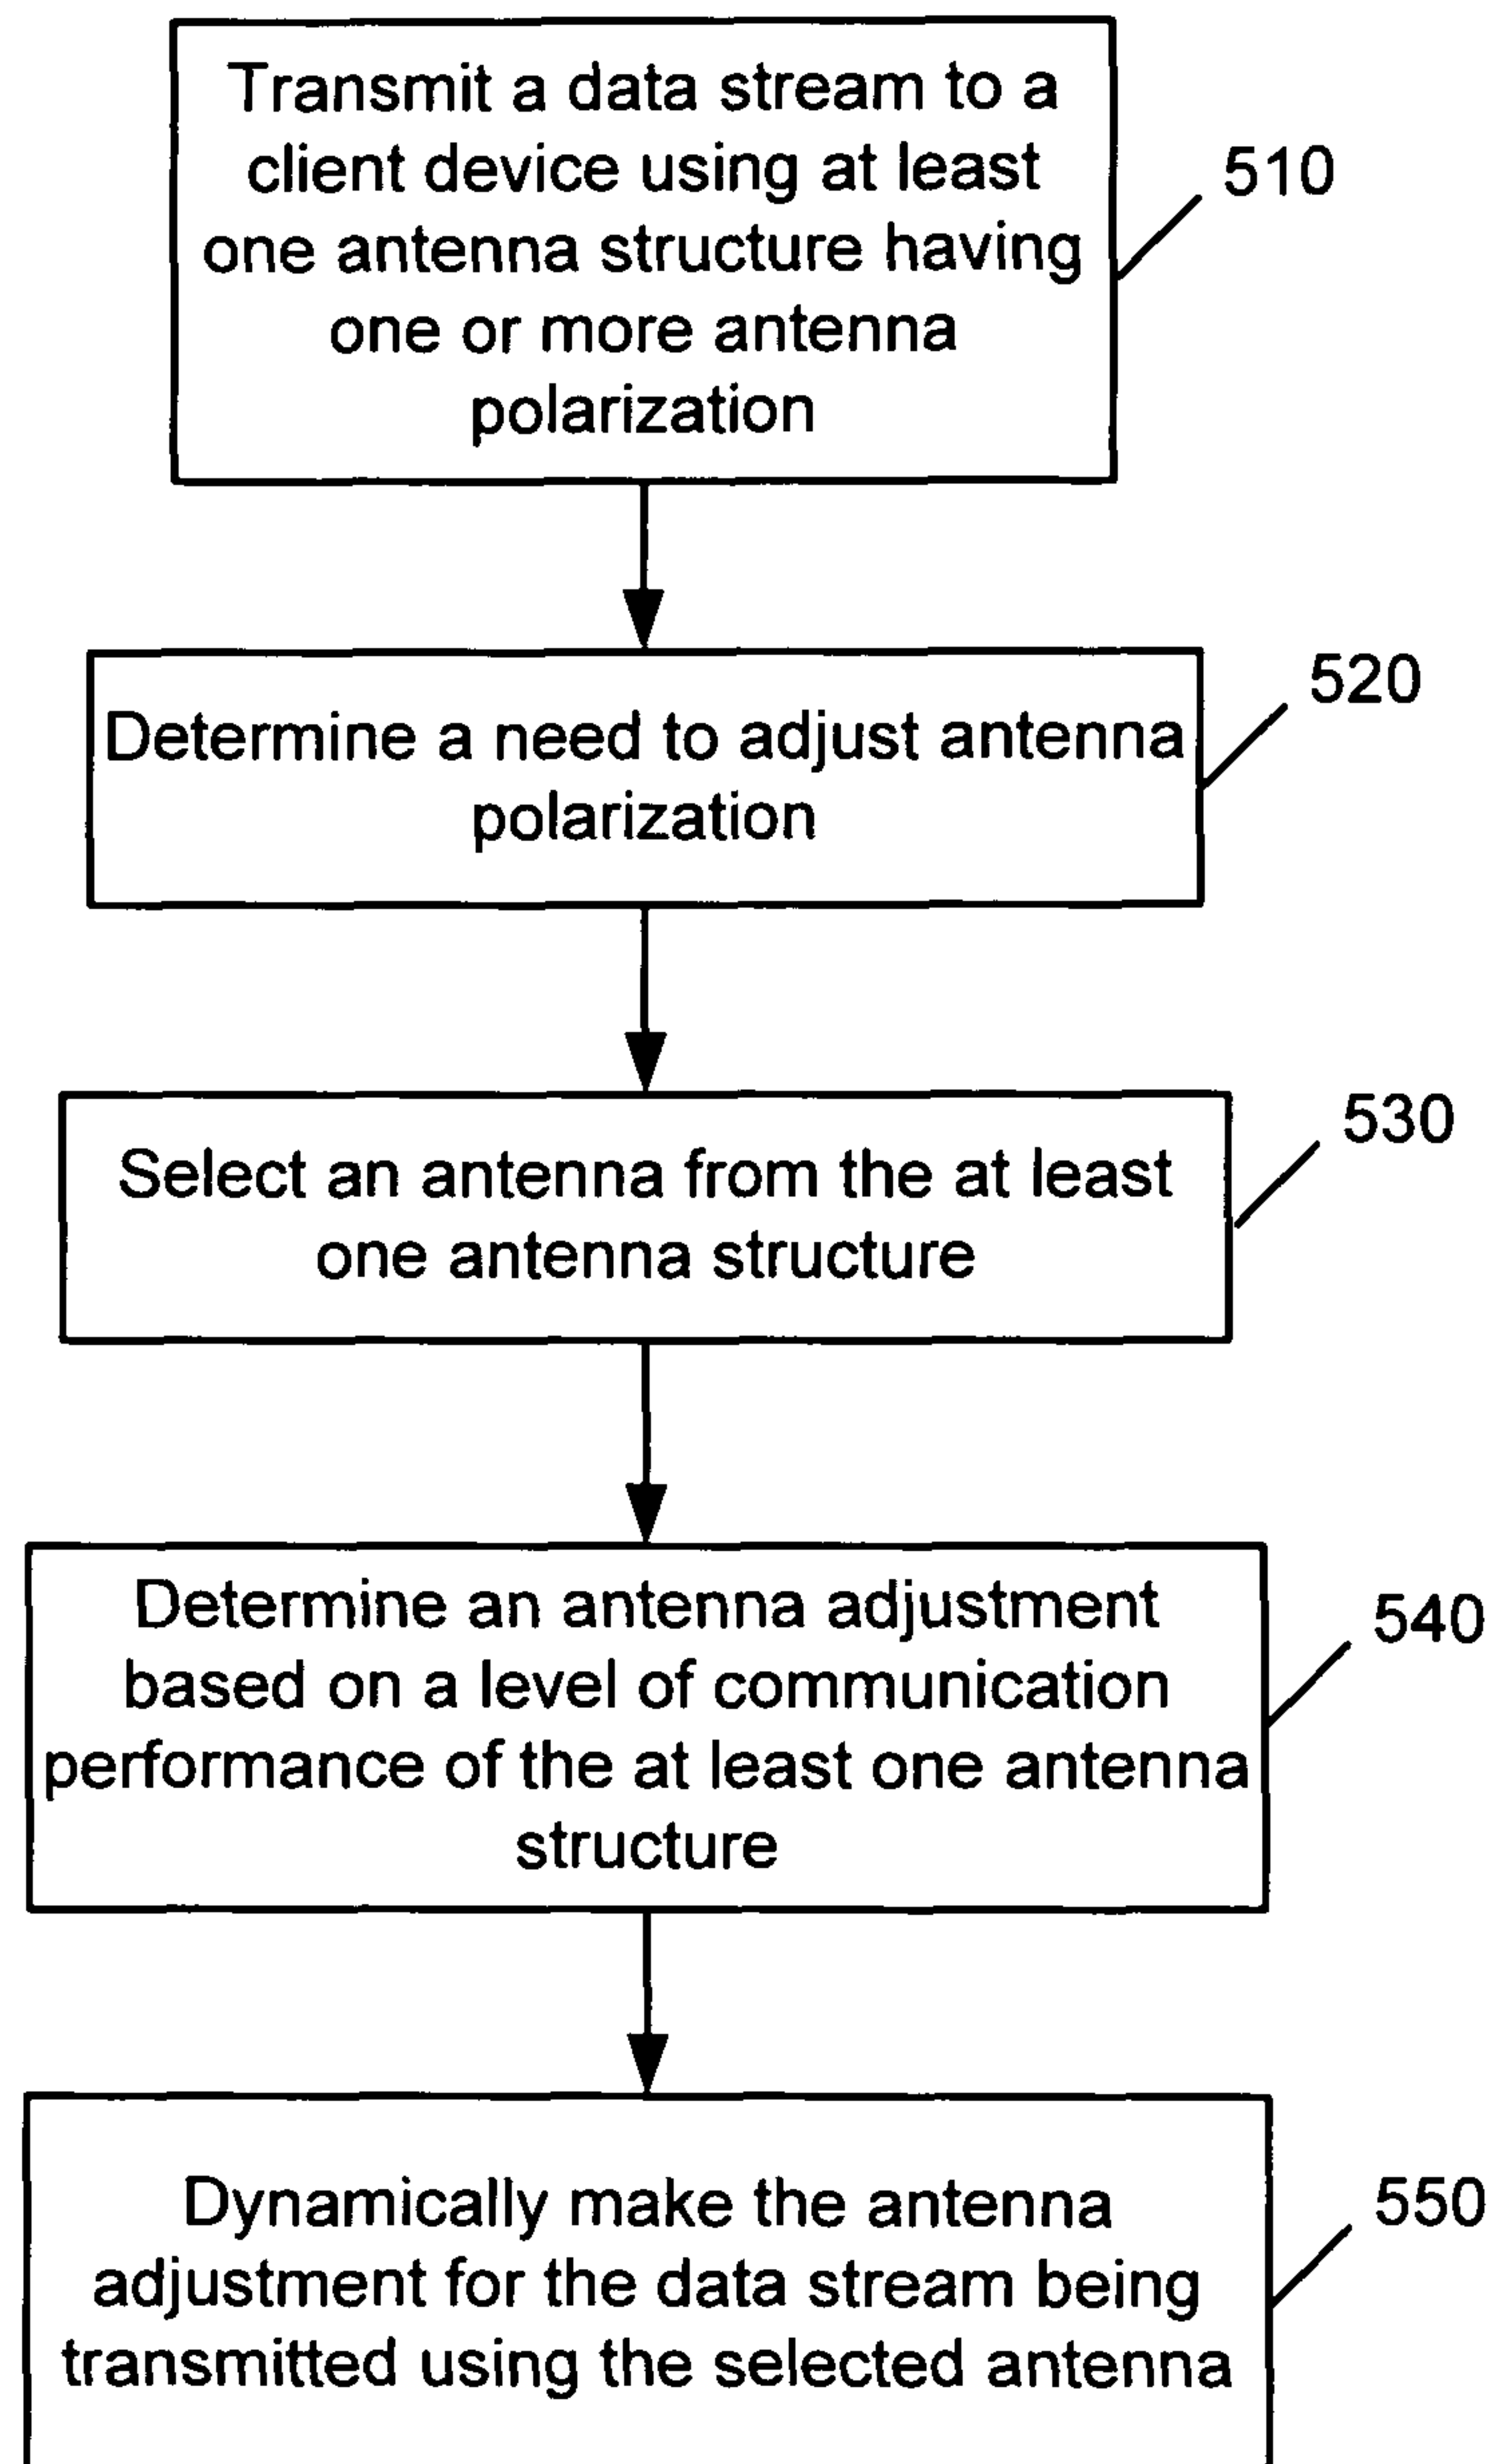 Transmit a data stream to a
client device using at least
one antenna structure having
one or more antenna
polarization
510
Determine a need to adjust antenna
polarization
520
Select an antenna from the at least
one antenna structure
530
Determine an antenna adjustment
based on a level of communication
performance of the at least one antenna
structure
540
Dynamically make the antenna
adjustment for the data stream being
transmitted using the selected antenna
550